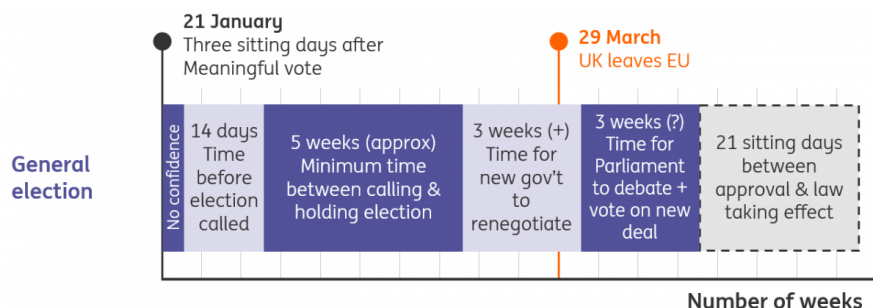 21 January
Three sitting days after
Meaningful vote
29 March
UK leaves EU
General
election
No confidence
14 days
Time
before
election
called
5 weeks (approx)
Minimum time
between calling &
holding election
3 weeks (+)
Time for
new gov't
to
renegotiate
3 weeks (?)
Time for
Parliament
to debate +
vote on new
deal
21 sitting days
between
approval & law
taking effect
Number of weeks